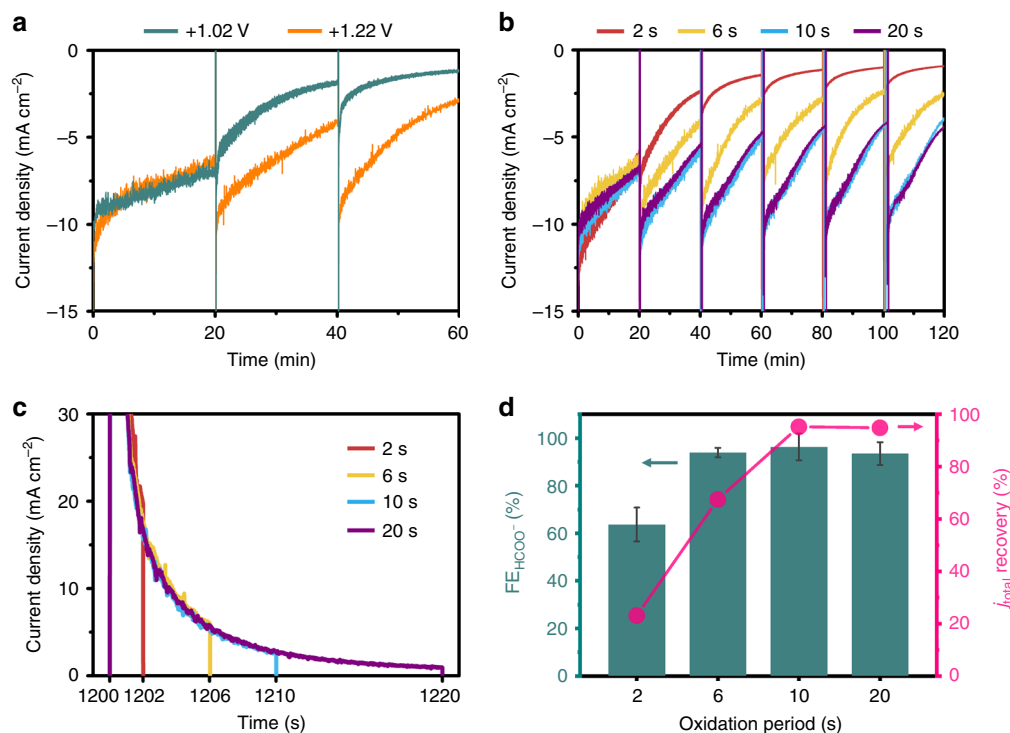 a
+1.02 V
+1.22 V
0
−5
−10
−15
Current density (mA cm−2)
0
20
40
60
Time (min)
b
2 s
6 s
10 s
20 s
0
−5
−10
−15
Current density (mA cm−2)
0
20
40
60
80
100
120
Time (min)
c
30
20
10
0
Current density (mA cm−2)
2 s
6 s
10 s
20 s
1200
1202
1206
1210
1220
Time (s)
d
100
80
60
40
20
0
FEHCOO− (%)
100
80
60
40
20
0
jtotal recovery (%)
2
6
10
20
Oxidation period (s)